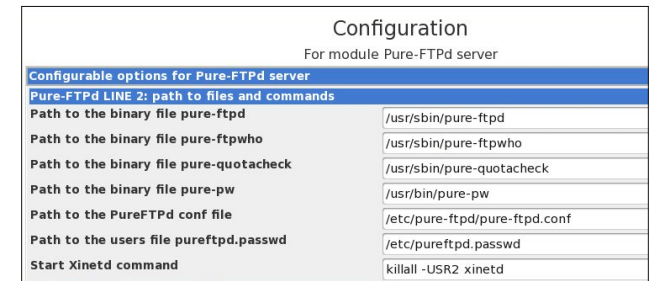 Configuration
For module Pure-FTPd server
Configurable options for Pure-FTPd server
Pure-FTPd LINE 2: path to files and commands
Path to the binary file pure-ftpd /usr/sbin/pure-ftpd
Path to the binary file pure-ftpwho /usr/sbin/pure-ftpwho
Path to the binary file pure-quotacheck /usr/sbin/pure-quotacheck
Path to the binary file pure-pw /usr/bin/pure-pw
Path to the PureFTPd conf file /etc/pure-ftpd/pure-ftpd.conf
Path to the users file pureftpd.passwd /etc/pureftpd.passwd
Start Xinetd command killall -USR2 xinetd